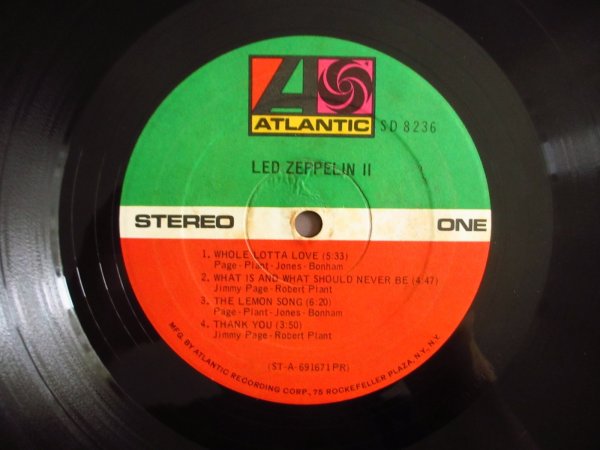 ATLANTIC
SD 8236
LED ZEPPELIN II
STEREO
ONE
1. WHOLE LOTTA LOVE (5:33)
Page-Plant-Jones-Bonham
2. WHAT IS AND WHAT SHOULD NEVER BE (4:47)
Jimmy Page-Robert Plant
3. THE LEMON SONG (6:20)
Page-Plant-Jones-Bonham
4. THANK YOU (3:50)
Jimmy Page-Robert Plant
(ST-A-691671PR)
MFG. BY ATLANTIC RECORDING CORP., 75 ROCKEFELLER PLAZA, N.Y., N.Y.